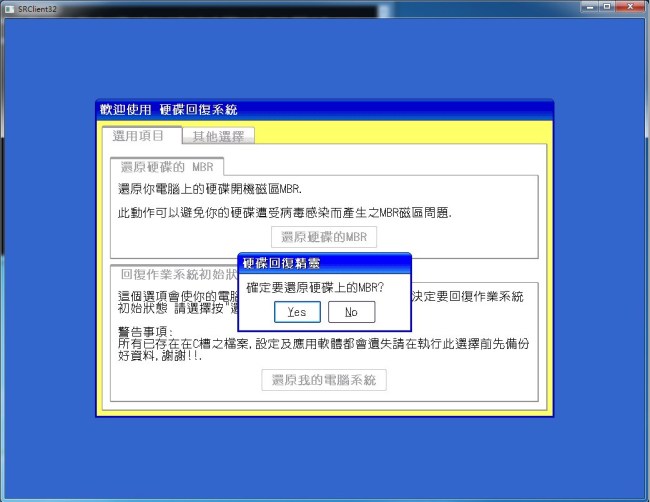 SRClient32
歡迎使用 硬碟回復系統
選用項目 其他選擇
還原硬碟的 MBR
還原你電腦上的硬碟開機磁區MBR.
此動作可以避免你的硬碟遭受病毒感染而產生之MBR磁區問題.
還原硬碟的MBR
硬碟回復精靈
確定要還原硬碟上的MBR?
Yes No
回復作業系統初始狀
這個選項會使你的電腦 決定要回復作業系統
初始狀態 請選擇按"還
警告事項:
所有已存在在C槽之檔案,設定及應用軟體都會遺失請在執行此選擇前先備份
好資料,謝謝!!.
還原我的電腦系統